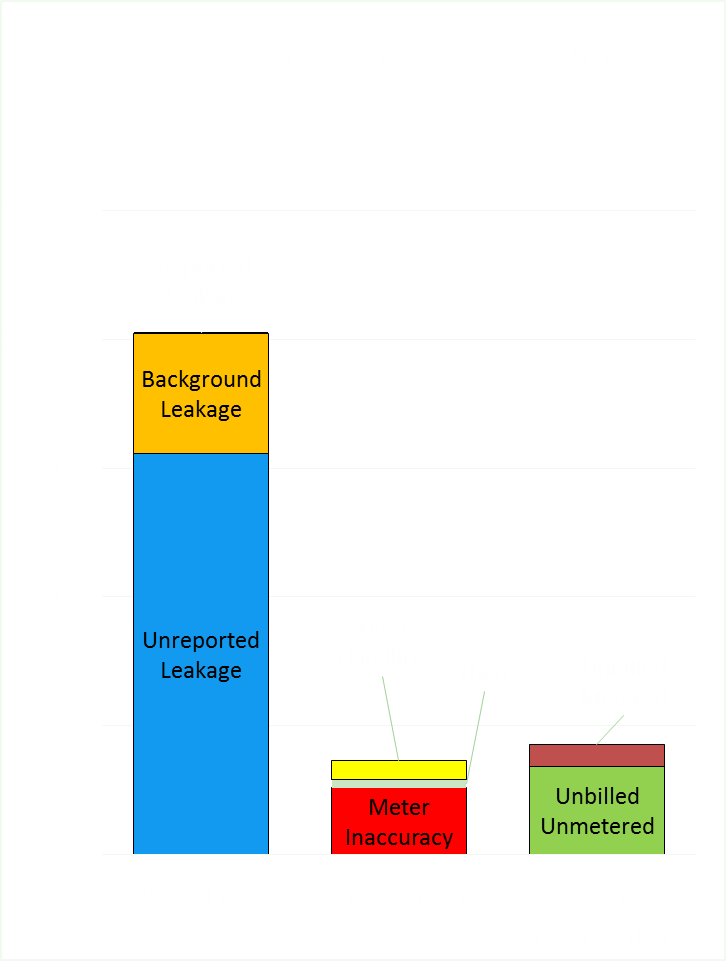 Background
Leakage
Unreported
Leakage
Meter
Inaccuracy
Unbilled
Unmetered